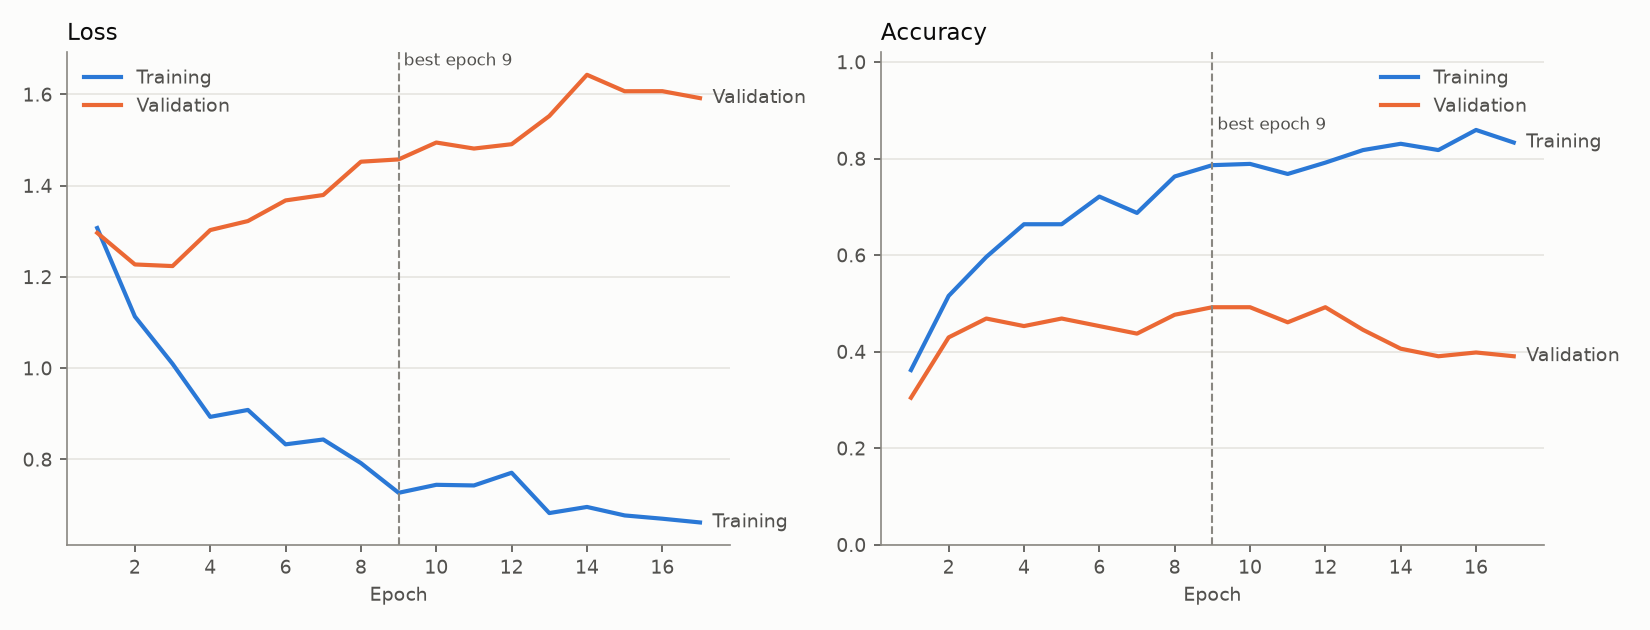 Loss
best epoch 9
Training
Validation
1.6
1.4
1.2
1.0
0.8
Validation
Training
2 4 6 8 10 12 14 16
Epoch
Accuracy
Training
Validation
best epoch 9
1.0
0.8
0.6
0.4
0.2
0.0
Training
Validation
2 4 6 8 10 12 14 16
Epoch